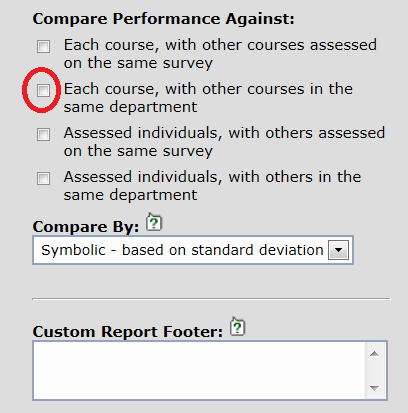 Compare Performance Against:
Each course, with other courses assessed
on the same survey
Each course, with other courses in the
same department
Assessed individuals, with others assessed
on the same survey
Assessed individuals, with others in the
same department
Compare By: ?
Symbolic - based on standard deviation
Custom Report Footer: ?